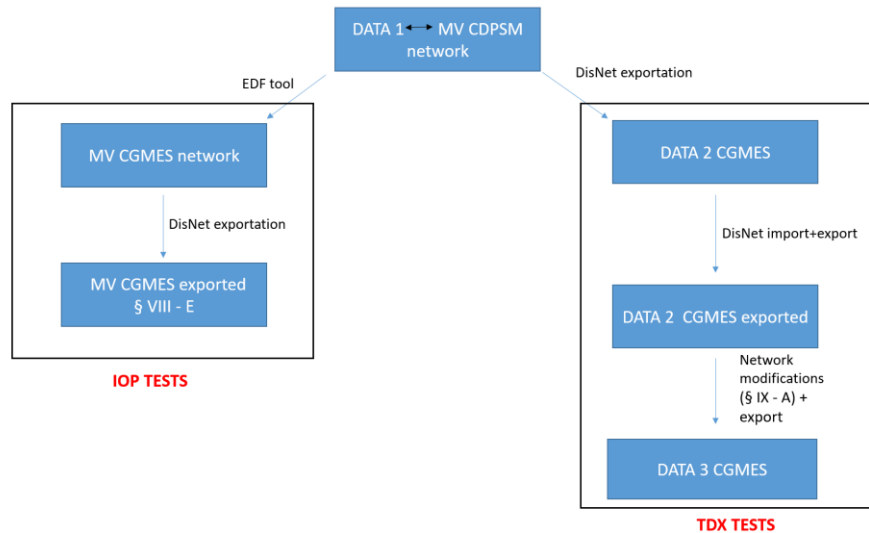 DATA 1 ↔ MV CDPSM
network
EDF tool
DisNet exportation
MV CGMES network
DisNet exportation
MV CGMES exported
§ VIII - E
IOP TESTS
DATA 2 CGMES
DisNet import+export
DATA 2 CGMES exported
Network
modifications
(§ IX - A) +
export
DATA 3 CGMES
TDX TESTS